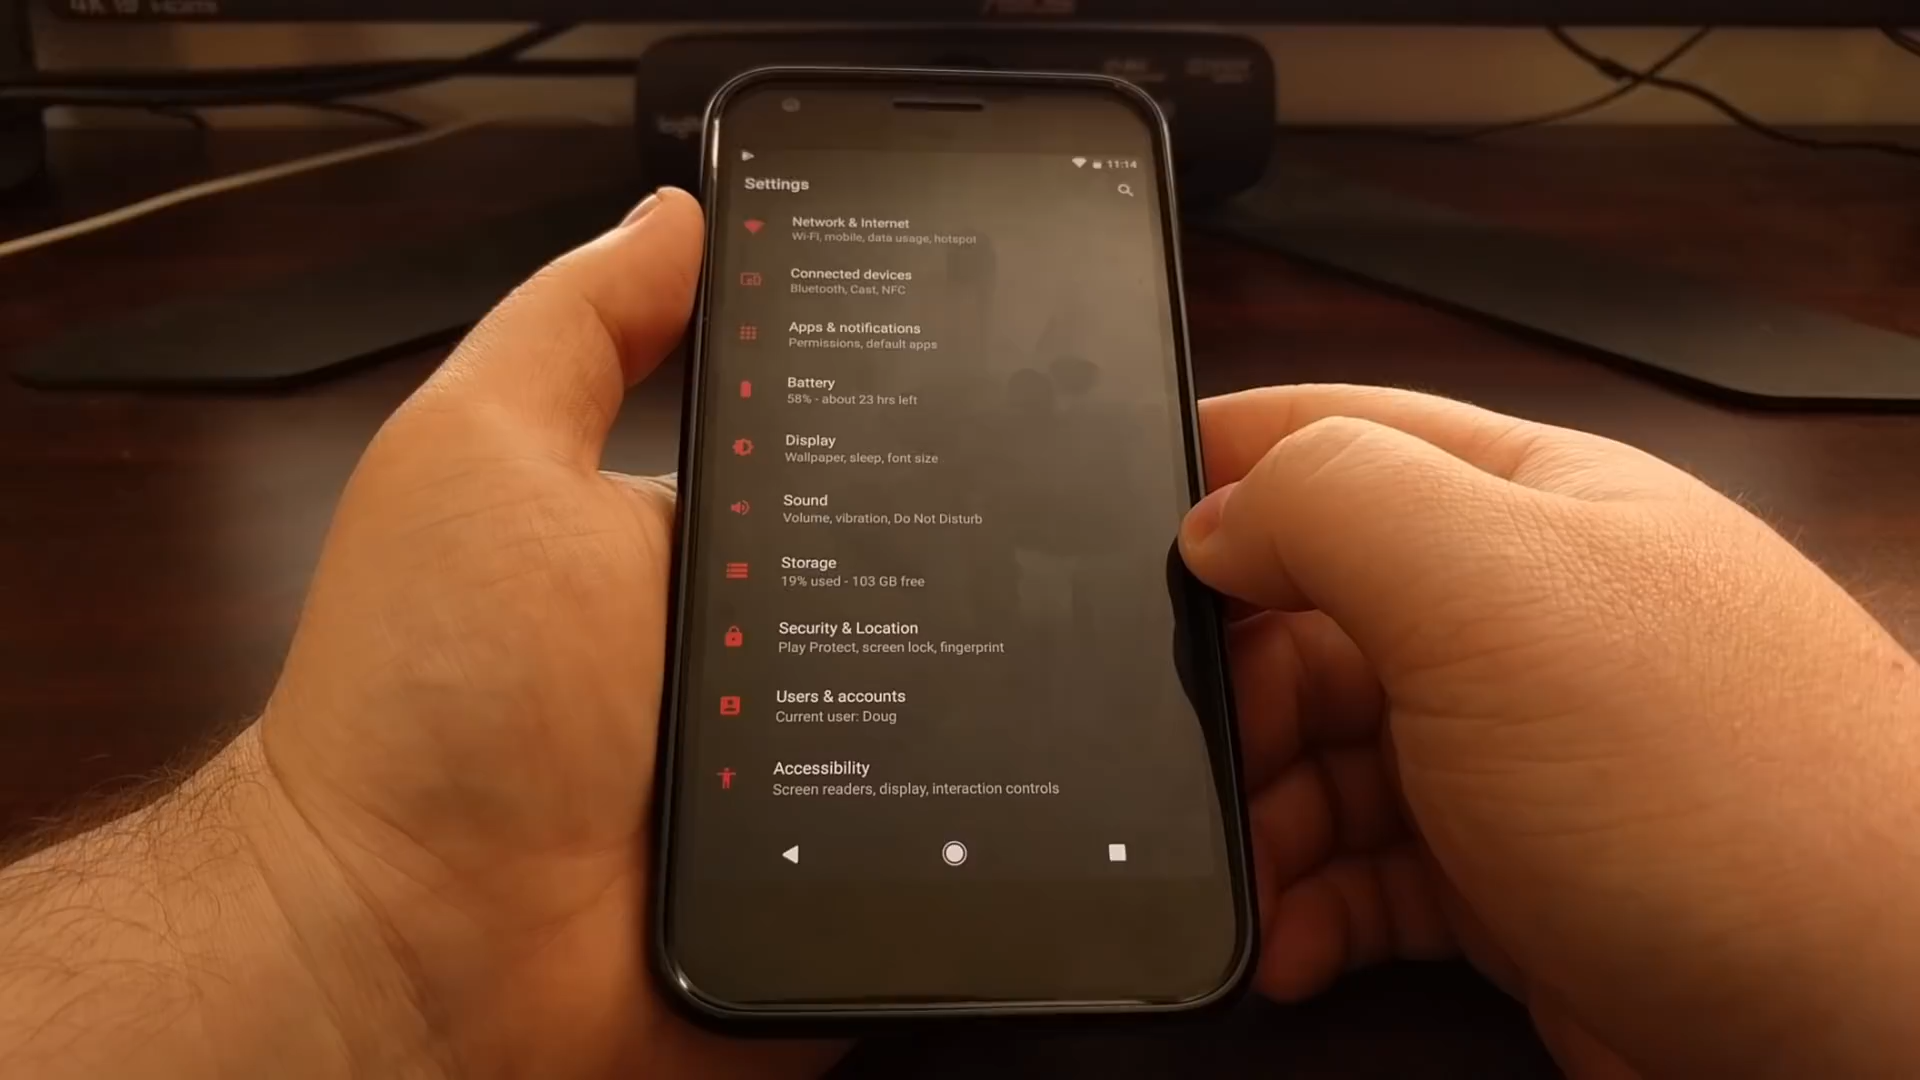 4K
HDMI
logi
11:14
Settings
Network & Internet
Wi-Fi, mobile, data usage, hotspot
Connected devices
Bluetooth, Cast, NFC
Apps & notifications
Permissions, default apps
Battery
58% - about 23 hrs left
Display
Wallpaper, sleep, font size
Sound
Volume, vibration, Do Not Disturb
Storage
19% used - 103 GB free
Security & Location
Play Protect, screen lock, fingerprint
Users & accounts
Current user: Doug
Accessibility
Screen readers, display, interaction controls